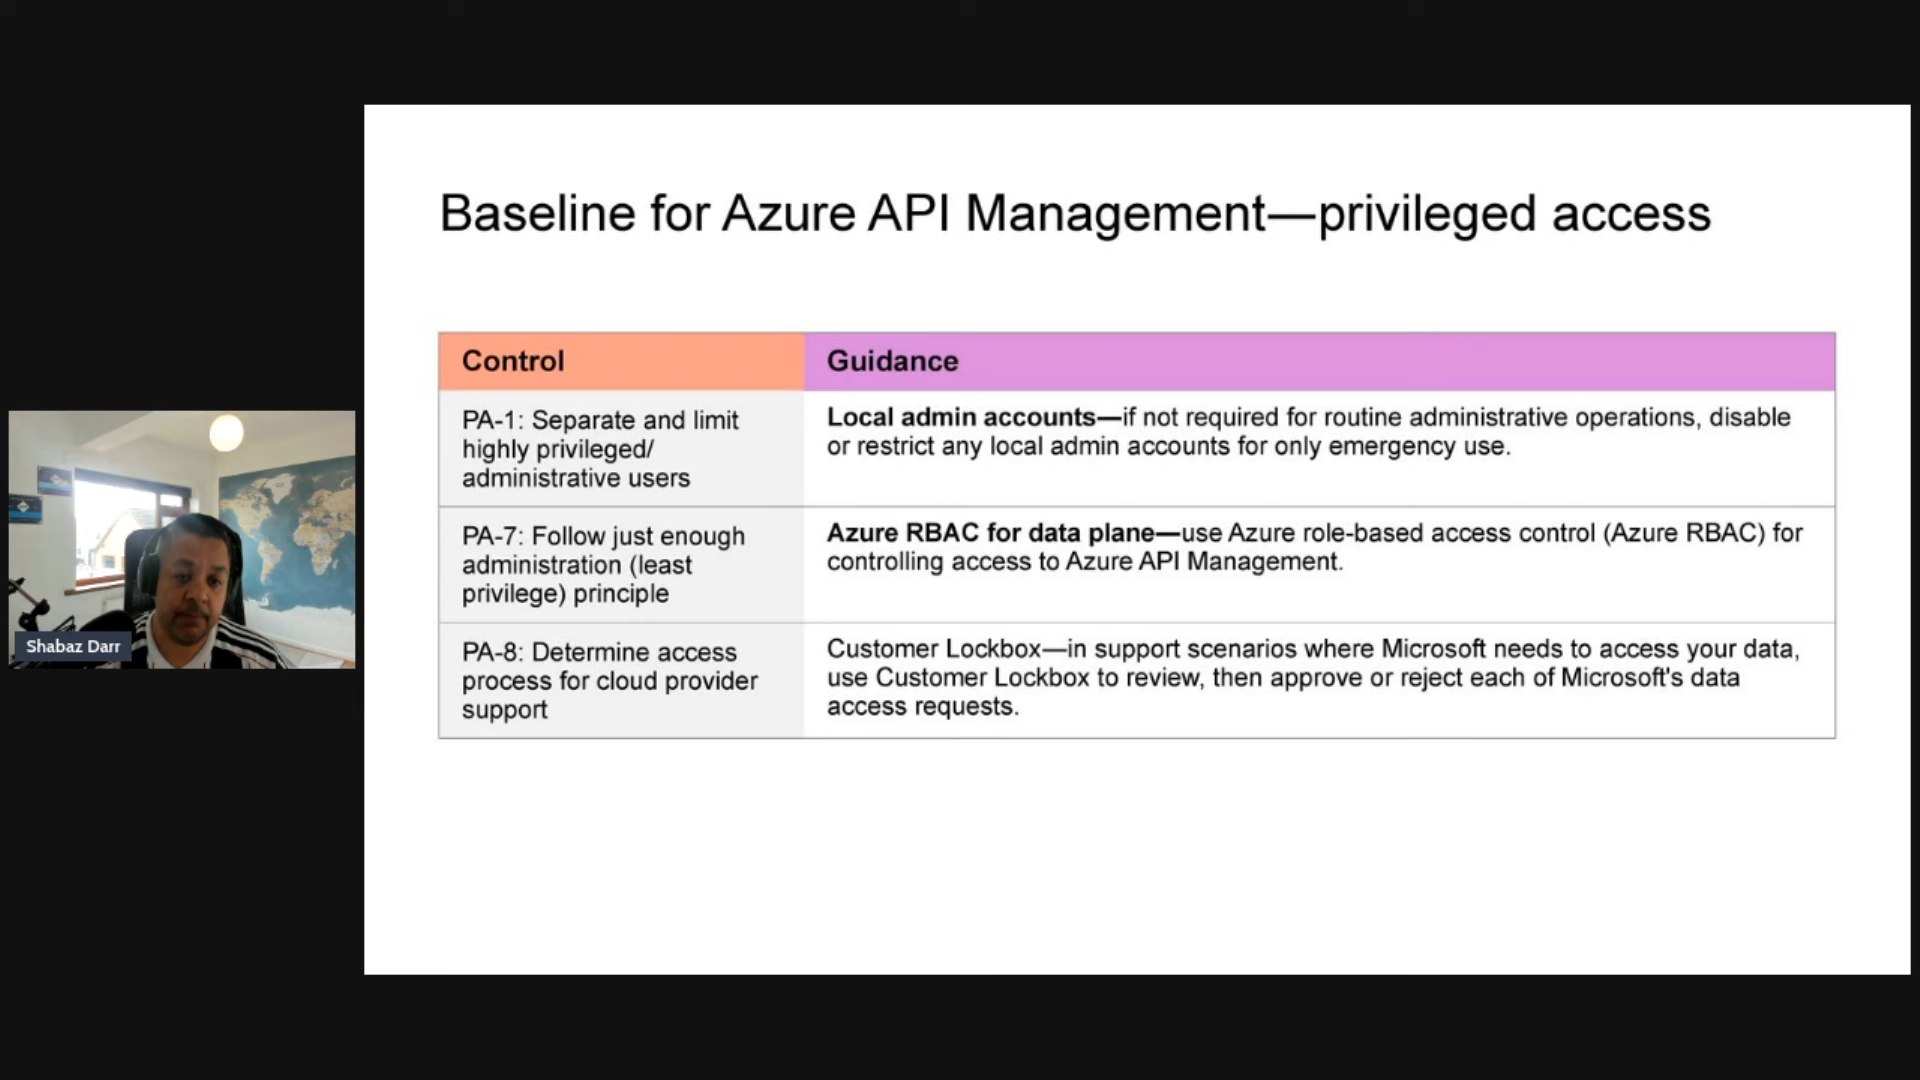 Baseline for Azure API Management—privileged access
Control
Guidance
PA-1: Separate and limit
highly privileged/
administrative users
Local admin accounts—if not required for routine administrative operations, disable
or restrict any local admin accounts for only emergency use.
PA-7: Follow just enough
administration (least
privilege) principle
Azure RBAC for data plane—use Azure role-based access control (Azure RBAC) for
controlling access to Azure API Management.
PA-8: Determine access
process for cloud provider
support
Customer Lockbox—in support scenarios where Microsoft needs to access your data,
use Customer Lockbox to review, then approve or reject each of Microsoft's data
access requests.
Shabaz Darr